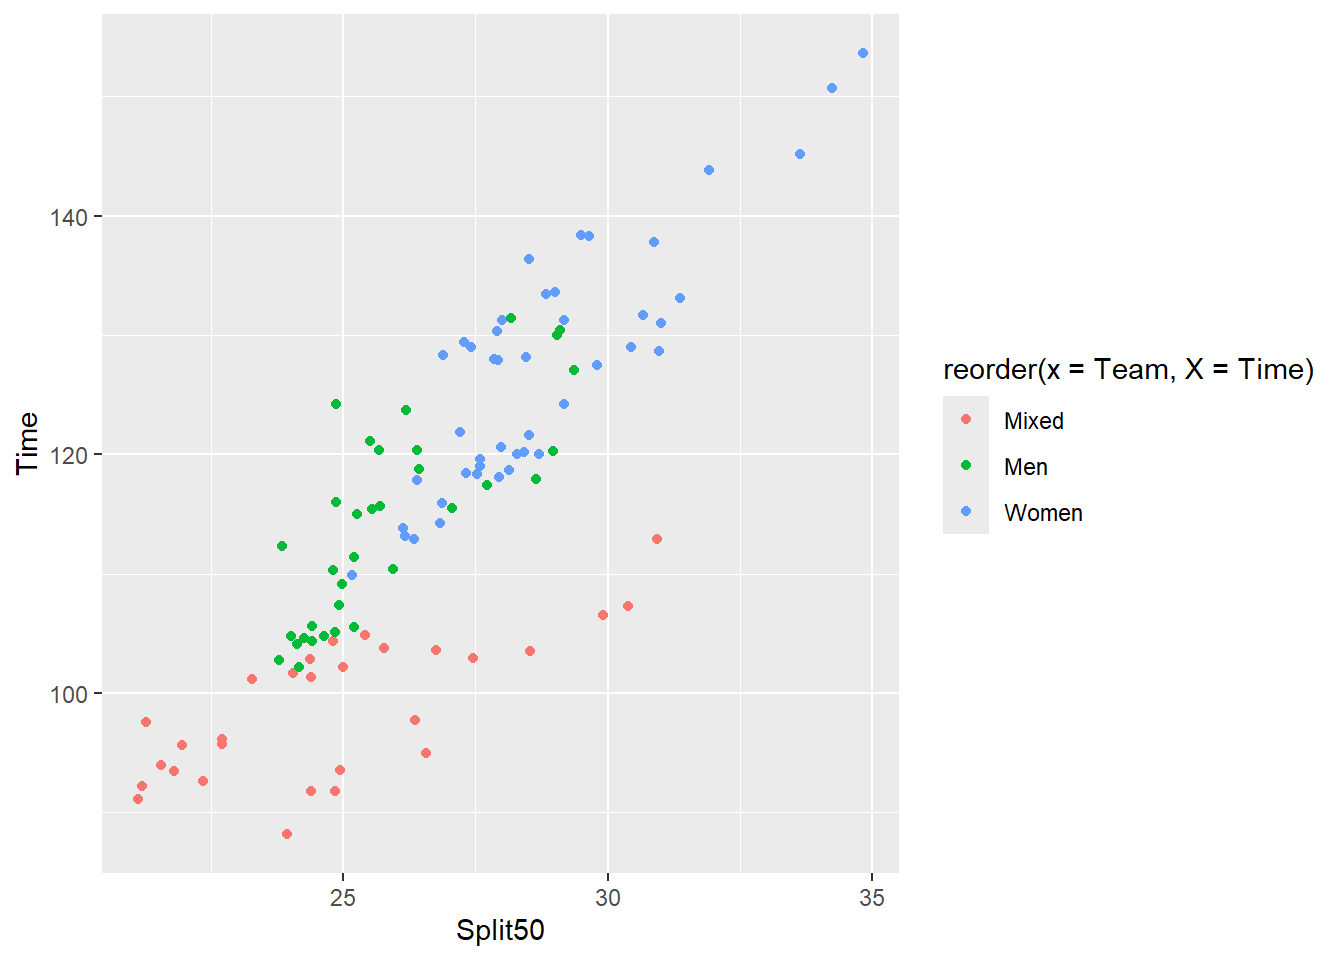 140
120
100
Time
25 30 35
Split50
reorder(x = Team, X = Time)
Mixed
Men
Women